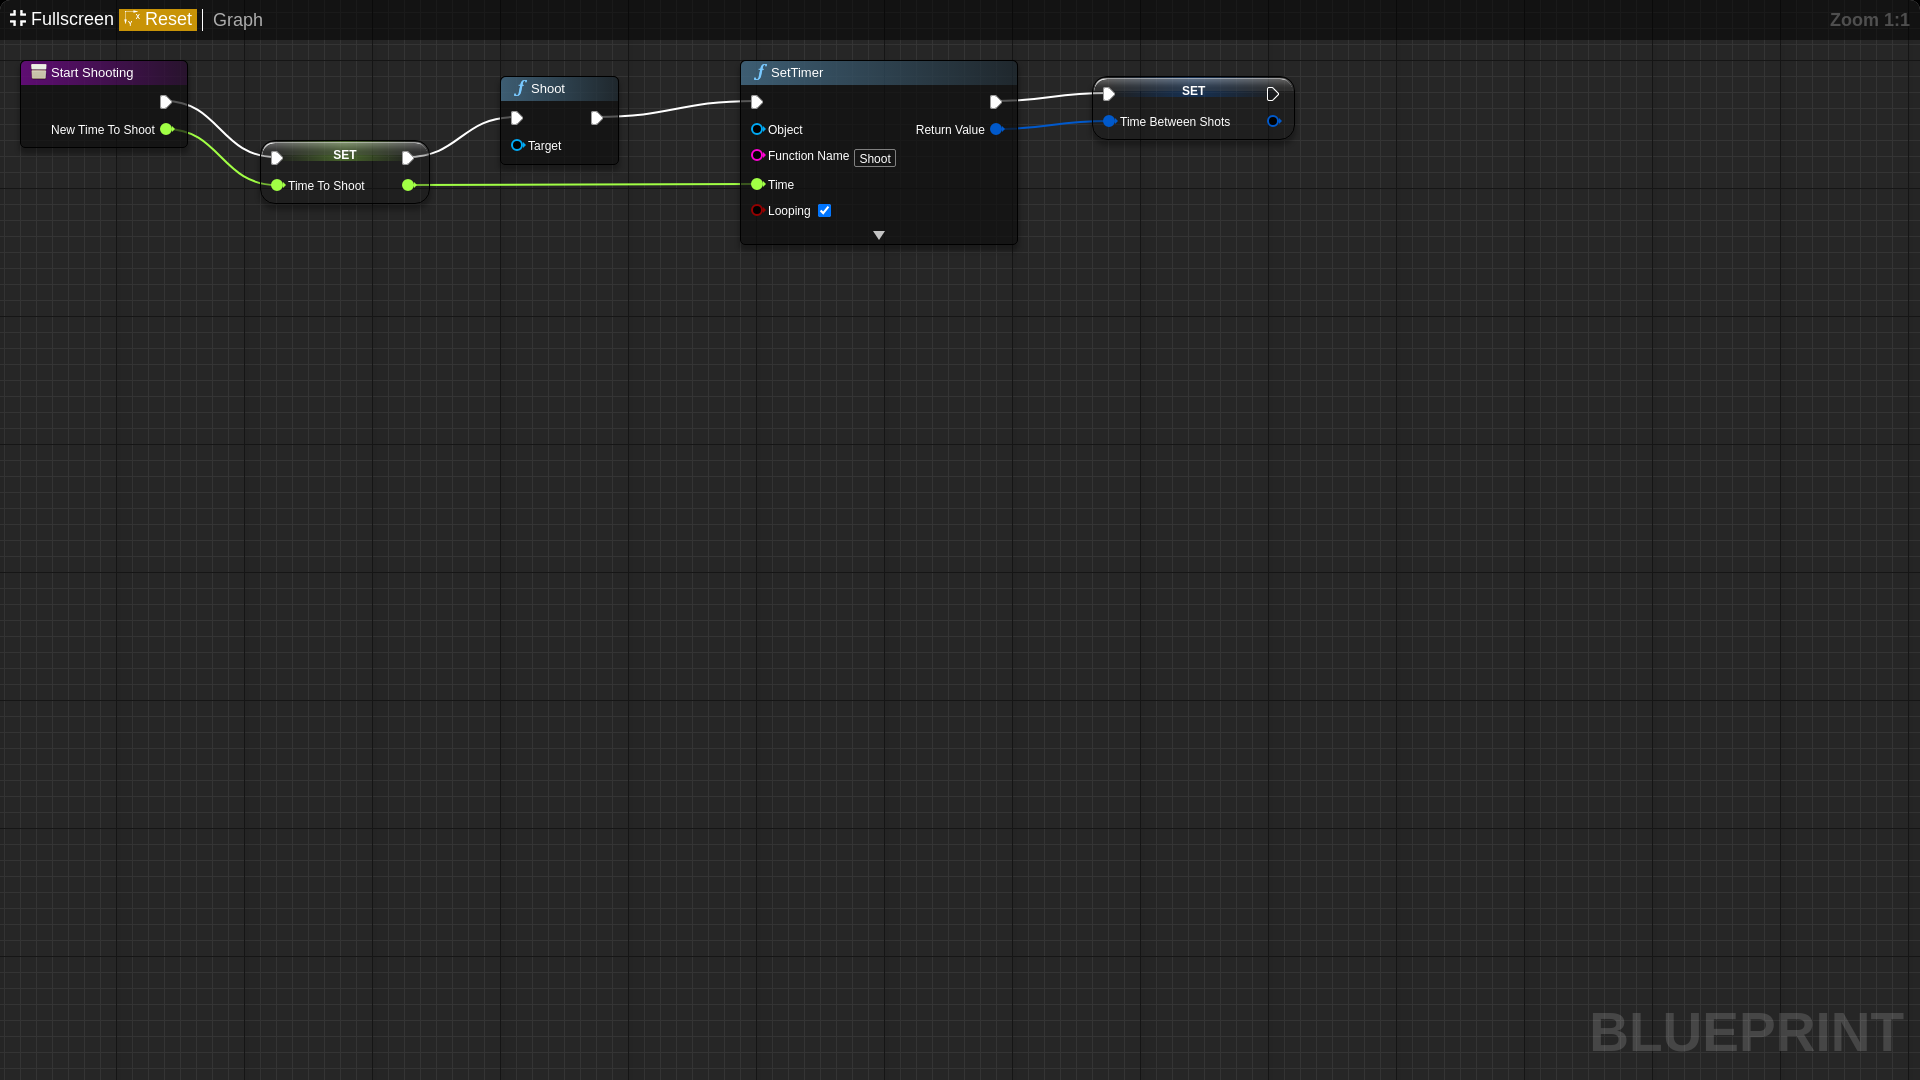 Fullscreen Reset Graph Zoom 1:1
Start Shooting
New Time To Shoot
SET
Time To Shoot
Shoot
Target
SetTimer
Object Return Value
Function Name Shoot
Time
Looping
SET
Time Between Shots
BLUEPRINT